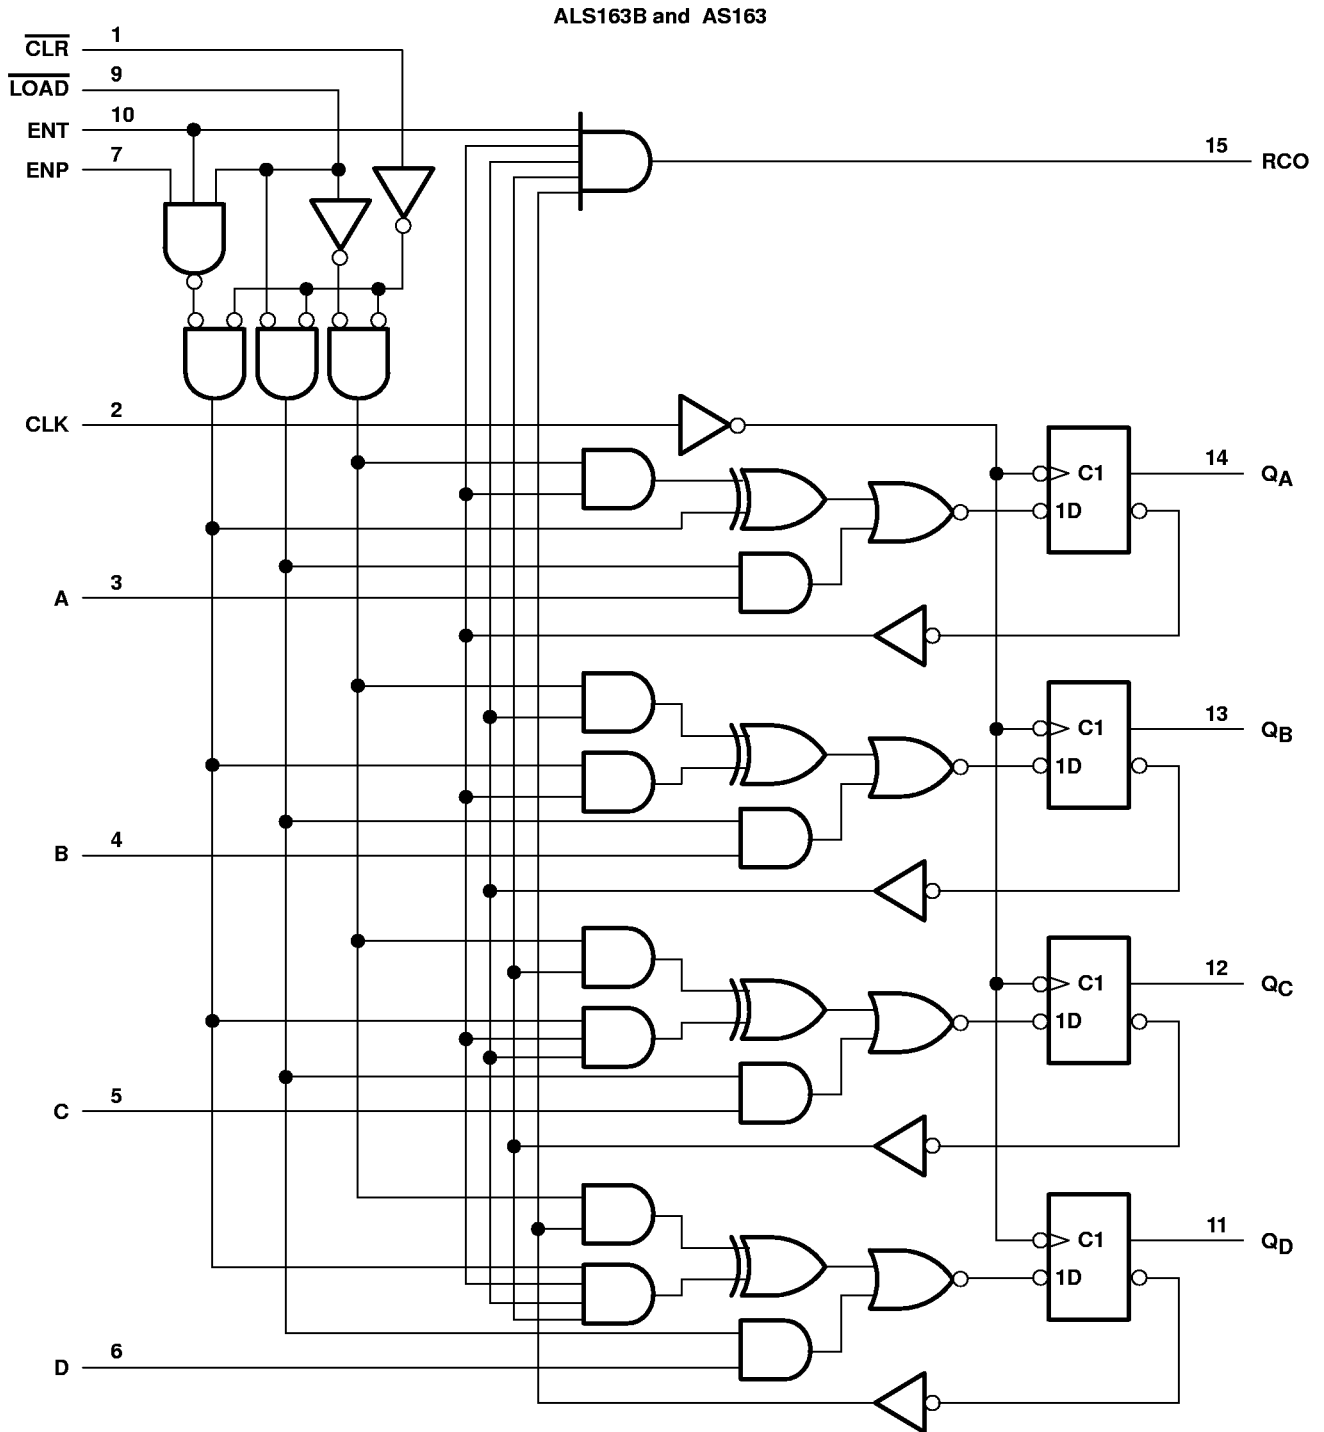 ALS163B and AS163
CLR 1
LOAD 9
ENT 10
ENP 7
15 RCO
CLK 2
C1 14 QA
1D
A 3
C1 13 QB
1D
B 4
C1 12 QC
1D
C 5
C1 11 QD
1D
D 6